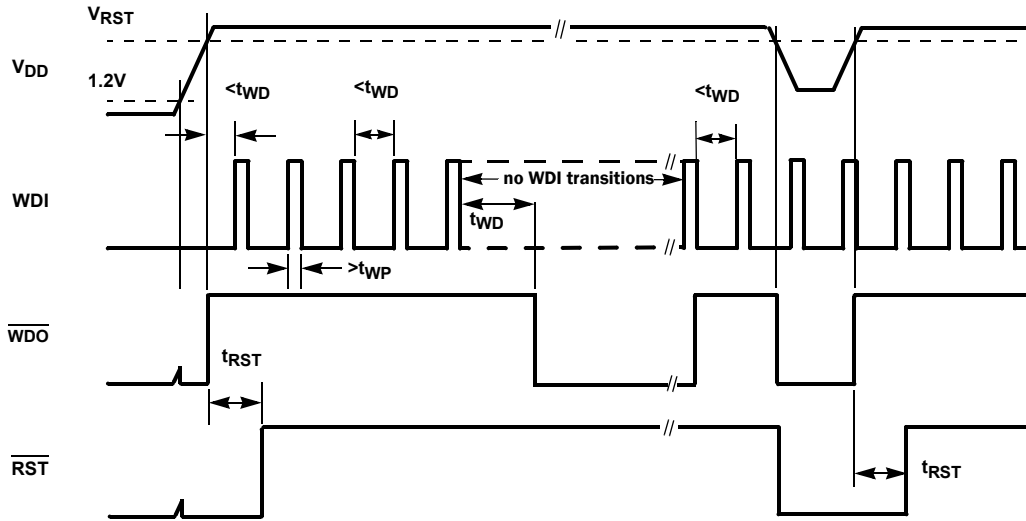 VRST
VDD
1.2V
<tWD
<tWD
<tWD
WDI
no WDI transitions
tWD
>tWP
WDO
tRST
RST
tRST